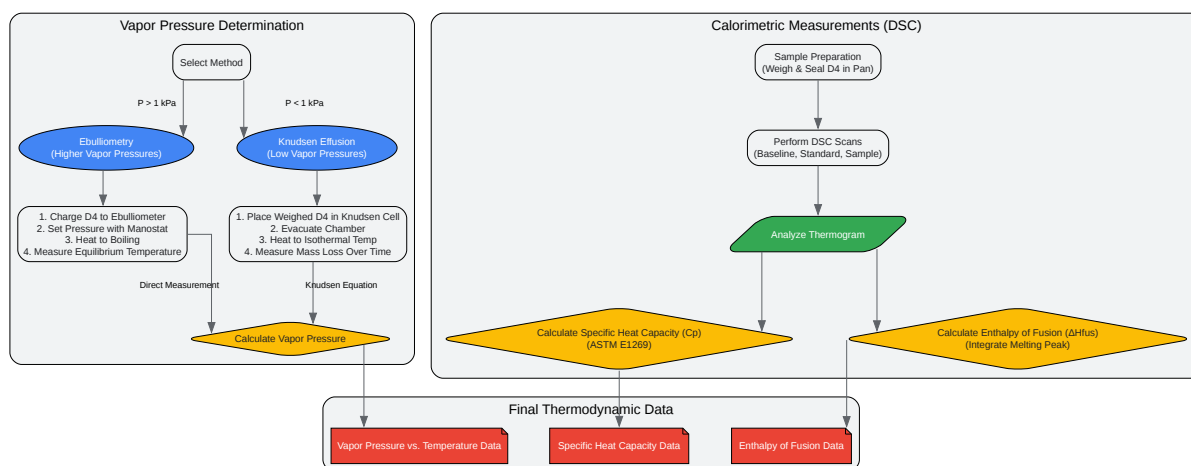 Vapor Pressure Determination
Select Method
P > 1 kPa
P < 1 kPa
Ebulliometry
(Higher Vapor Pressures)
Knudsen Effusion
(Low Vapor Pressures)
1. Charge D4 to Ebulliometer
2. Set Pressure with Manostat
3. Heat to Boiling
4. Measure Equilibrium Temperature
1. Place Weighed D4 in Knudsen Cell
2. Evacuate Chamber
3. Heat to Isothermal Temp
4. Measure Mass Loss Over Time
Direct Measurement
Knudsen Equation
Calculate Vapor Pressure
Calorimetric Measurements (DSC)
Sample Preparation
(Weigh & Seal D4 in Pan)
Perform DSC Scans
(Baseline, Standard, Sample)
Analyze Thermogram
Calculate Specific Heat Capacity (Cp)
(ASTM E1269)
Calculate Enthalpy of Fusion (ΔHfus)
(Integrate Melting Peak)
Final Thermodynamic Data
Vapor Pressure vs. Temperature Data
Specific Heat Capacity Data
Enthalpy of Fusion Data